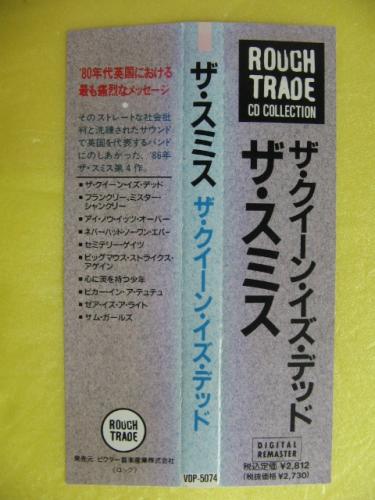 '80年代英国における
最も痛烈なメッセージ
そのストレートな社会批
判と洗練されたサウンド
で英国を代表するバンド
にのしあがった、'86年
ザ・スミス第4作。
■ザ・クイーン・イズ・デッド
■フランクリー、ミスター・
シャンクリー
■アイ・ノウ・イッツ・オーバー
■ネバー・ハッド・ノー・ワン・エバー
■セミテリー・ゲイツ
■ビッグマウス・ストライクス・
アゲイン
■心に茨を持つ少年
■ビカー・イン・ア・テュテュ
■ゼア・イズ・ア・ライト
■サム・ガールズ
ROUGH
TRADE
発売元 ビクター音楽産業株式会社
(ロック)
ザ・スミス ザ・クイーン・イズ・デッド
VDP-5074
ROUGH
TRADE
CD COLLECTION
ザ・クイーン・イズ・デッド
ザ・スミス
DIGITAL
REMASTER
税込定価 ¥2,812
(税抜価格 ¥2,730)